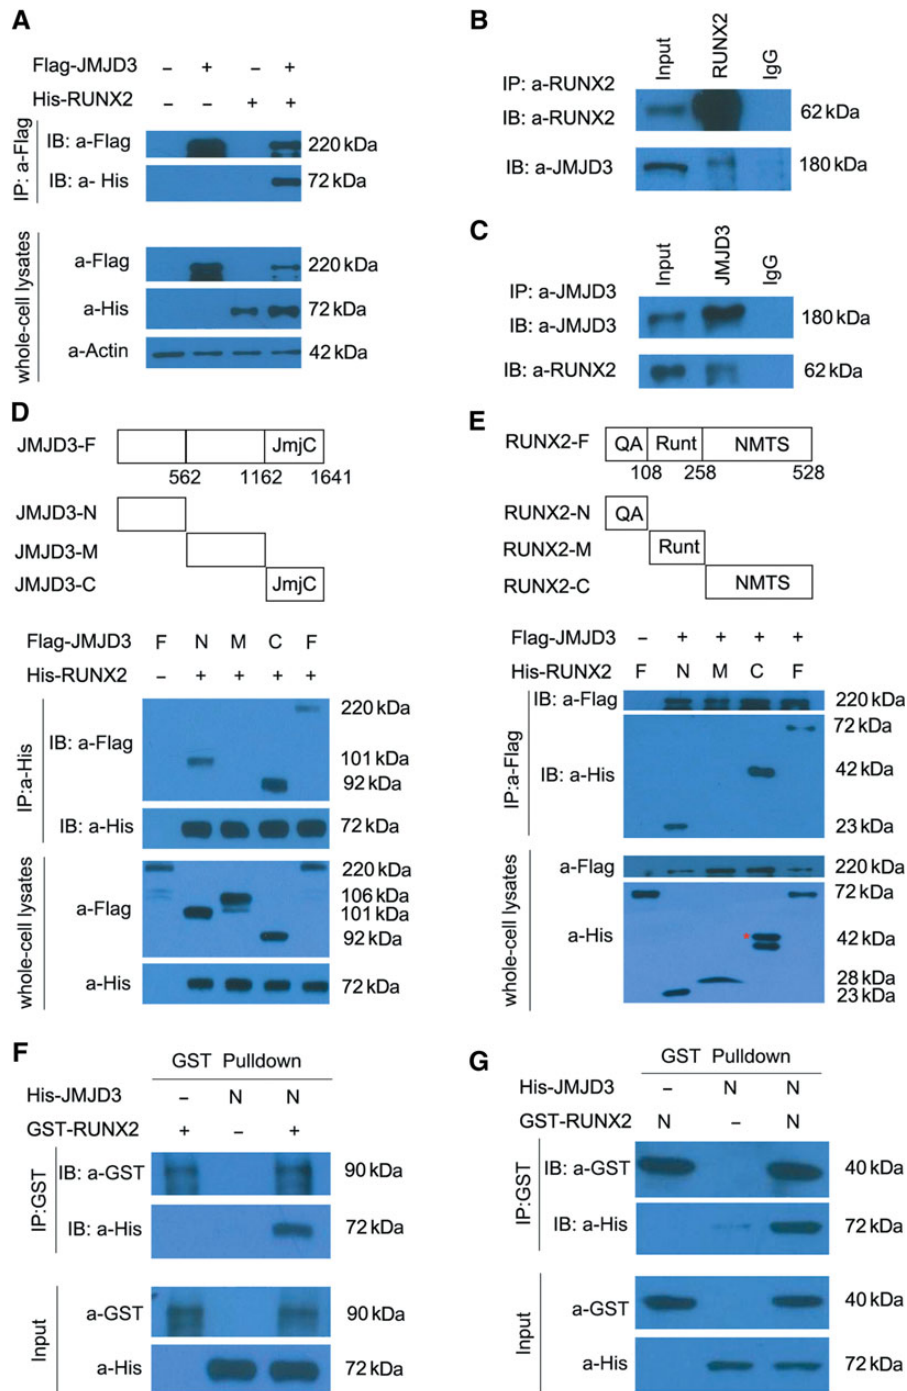 A
Flag-JMJD3 – + – +
His-RUNX2 – – + +
IP: a-Flag
IB: a-Flag 220 kDa
IB: a- His 72 kDa
whole-cell lysates
a-Flag 220 kDa
a-His 72 kDa
a-Actin 42 kDa
B
Input RUNX2 IgG
IP: a-RUNX2
IB: a-RUNX2 62 kDa
IB: a-JMJD3 180 kDa
C
Input JMJD3 IgG
IP: a-JMJD3
IB: a-JMJD3 180 kDa
IB: a-RUNX2 62 kDa
D
JMJD3-F JmjC
562 1162 1641
JMJD3-N
JMJD3-M
JMJD3-C JmjC
Flag-JMJD3 F N M C F
His-RUNX2 – + + + +
IP:a-His
220 kDa
IB: a-Flag
101 kDa
92 kDa
IB: a-His 72 kDa
whole-cell lysates
220 kDa
106 kDa
a-Flag 101 kDa
92 kDa
a-His 72 kDa
E
RUNX2-F QA Runt NMTS
108 258 528
RUNX2-N QA
RUNX2-M Runt
RUNX2-C NMTS
Flag-JMJD3 – + + + +
His-RUNX2 F N M C F
IP:a-Flag
IB: a-Flag 220 kDa
72 kDa
IB: a-His 42 kDa
23 kDa
whole-cell lysates
a-Flag 220 kDa
72 kDa
a-His * 42 kDa
28 kDa
23 kDa
F
GST Pulldown
His-JMJD3 – N N
GST-RUNX2 + – +
IP:GST
IB: a-GST 90 kDa
IB: a-His 72 kDa
Input
a-GST 90 kDa
a-His 72 kDa
G
GST Pulldown
His-JMJD3 – N N
GST-RUNX2 N – N
IP:GST
IB: a-GST 40 kDa
IB: a-His 72 kDa
Input
a-GST 40 kDa
a-His 72 kDa